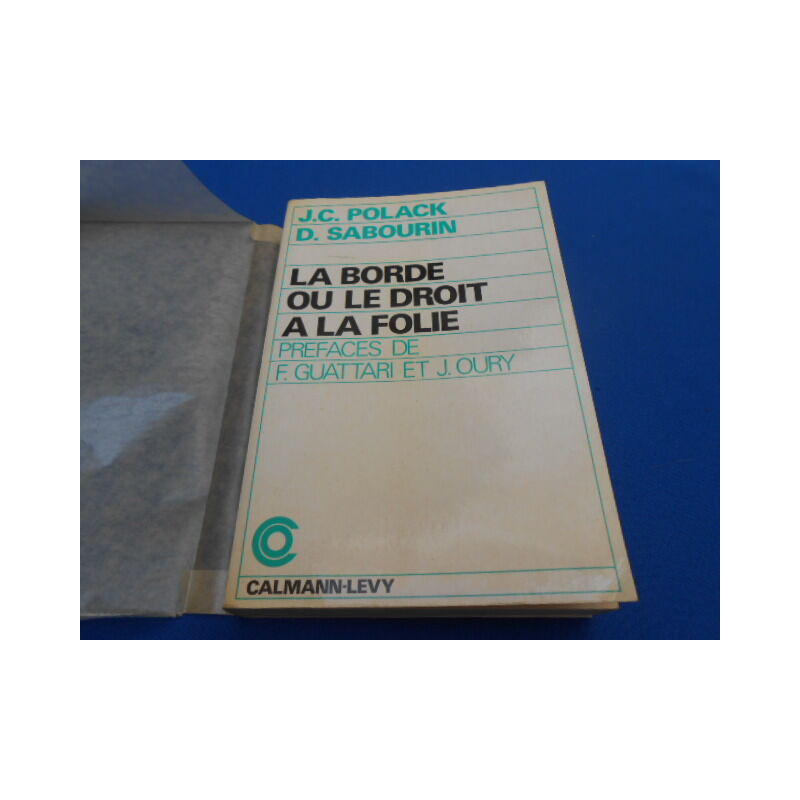 J.C. POLACK
D. SABOURIN
LA BORDE
OU LE DROIT
A LA FOLIE
PREFACES DE
F. GUATTARI ET J. OURY
CALMANN-LEVY